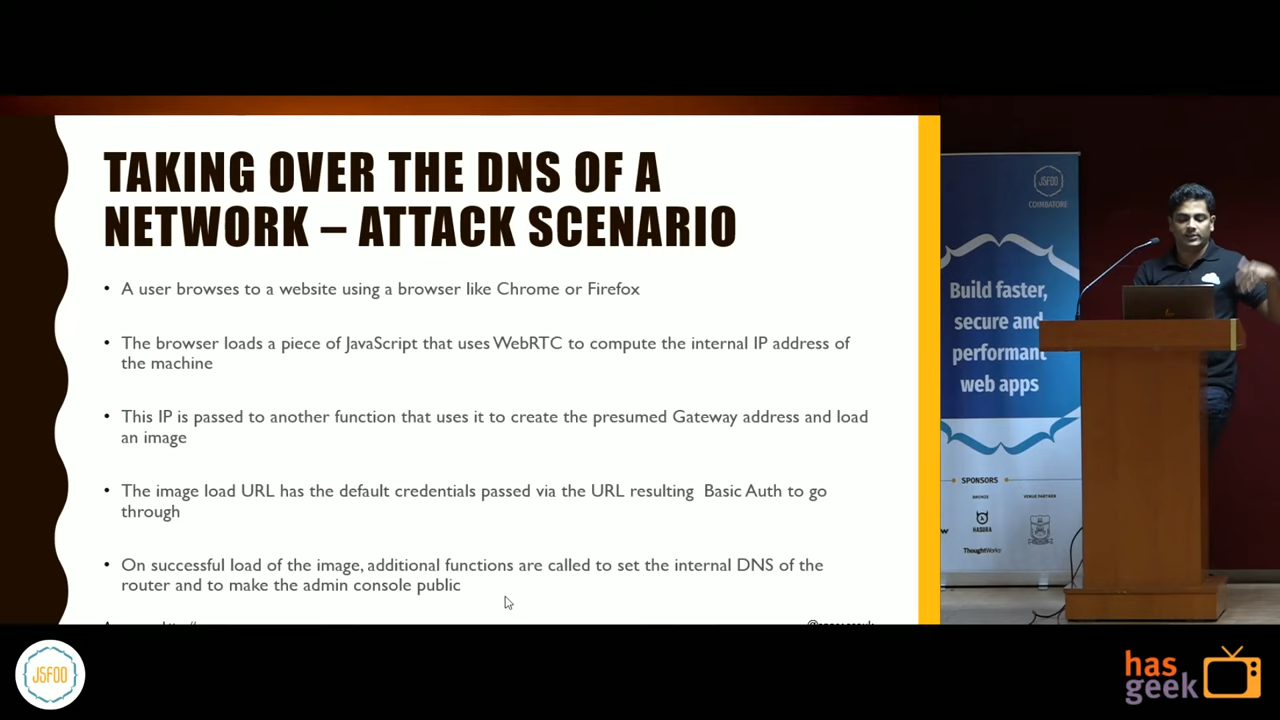 TAKING OVER THE DNS OF A
NETWORK – ATTACK SCENARIO
• A user browses to a website using a browser like Chrome or Firefox
• The browser loads a piece of JavaScript that uses WebRTC to compute the internal IP address of
the machine
• This IP is passed to another function that uses it to create the presumed Gateway address and load
an image
• The image load URL has the default credentials passed via the URL resulting Basic Auth to go
through
• On successful load of the image, additional functions are called to set the internal DNS of the
router and to make the admin console public
JSFOO
COIMBATORE
Build faster,
secure and
performant
web apps
SPONSORS
BRONZE
VENUE PARTNER
HASURA
ThoughtWorks
JSFOO
has
geek